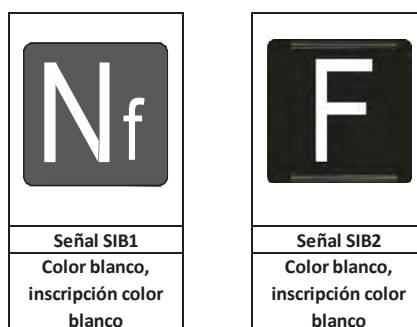 Nf
F
Señal SIB1
Señal SIB2
Color blanco,
inscripción color
blanco
Color blanco,
inscripción color
blanco